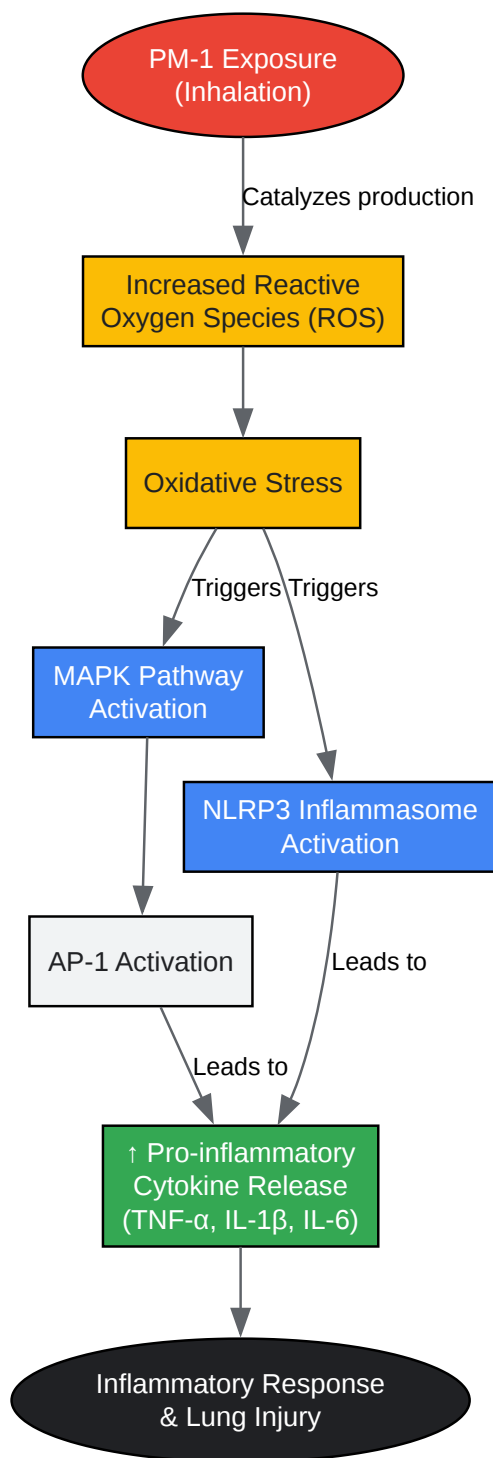 PM-1 Exposure
(Inhalation)
Catalyzes production
Increased Reactive
Oxygen Species (ROS)
Oxidative Stress
Triggers
Triggers
MAPK Pathway
Activation
NLRP3 Inflammasome
Activation
AP-1 Activation
Leads to
Leads to
↑ Pro-inflammatory
Cytokine Release
(TNF-α, IL-1β, IL-6)
Inflammatory Response
& Lung Injury